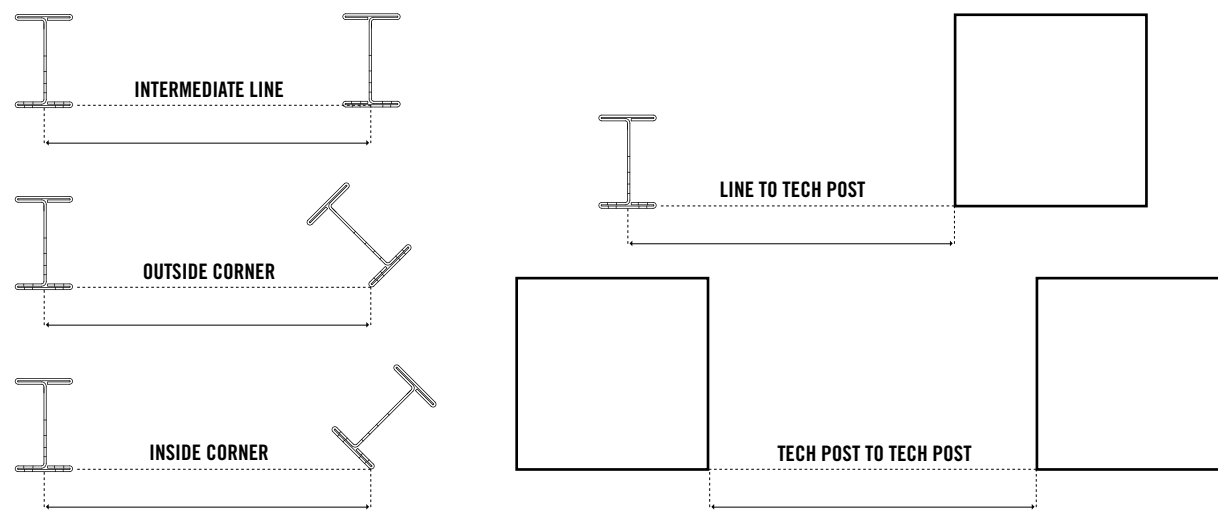 INTERMEDIATE LINE
OUTSIDE CORNER
INSIDE CORNER
LINE TO TECH POST
TECH POST TO TECH POST